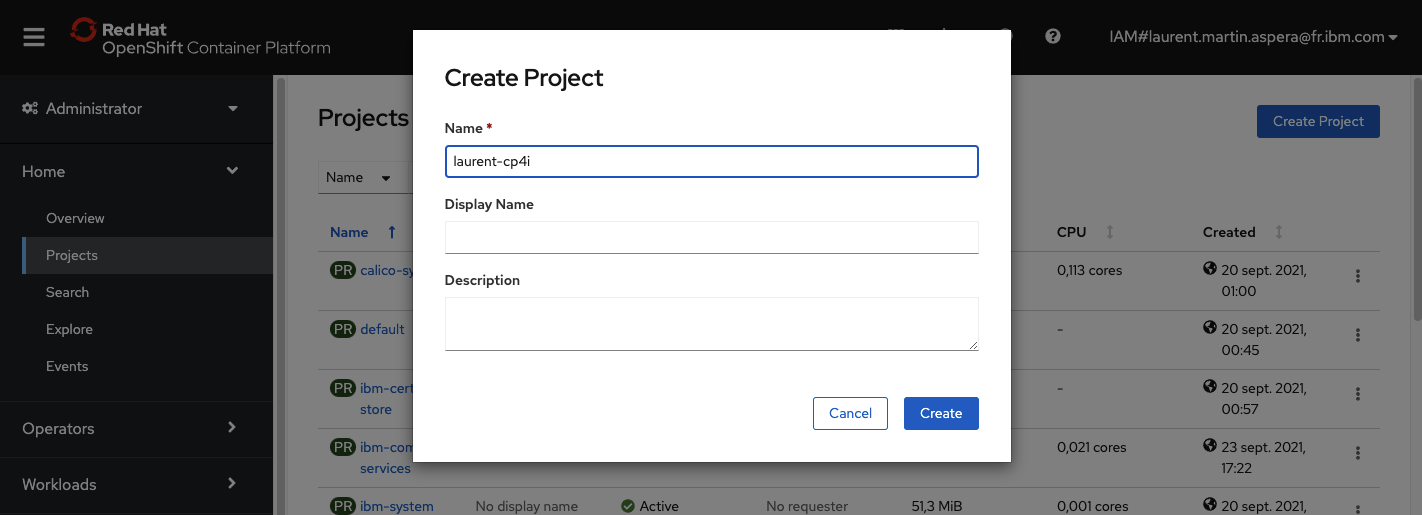 Red Hat
OpenShift Container Platform
IAM#laurent.martin.aspera@fr.ibm.com
Administrator
Home
Overview
Projects
Search
Explore
Events
Operators
Workloads
Projects
Create Project
Name
Name
CPU
Created
PR calico-sy
0,113 cores
20 sept. 2021,
01:00
PR default
-
20 sept. 2021,
00:45
PR ibm-cert
store
-
20 sept. 2021,
00:57
PR ibm-com
services
0,021 cores
23 sept. 2021,
17:22
PR ibm-system
No display name
Active
No requester
51,3 MiB
0,001 cores
20 sept. 2021,
Create Project
Name *
laurent-cp4i
Display Name
Description
Cancel
Create